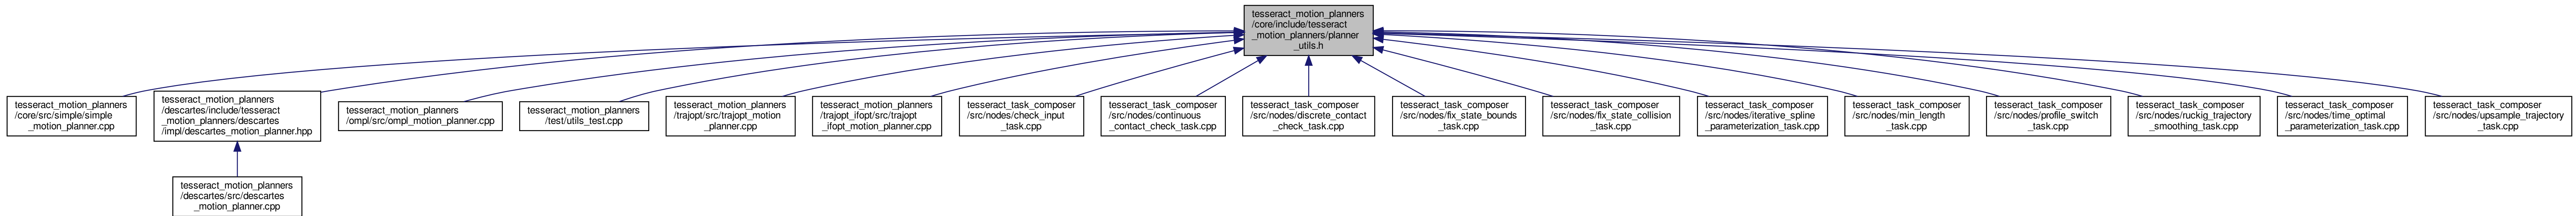 tesseract_motion_planners
/core/include/tesseract
_motion_planners/planner
_utils.h
tesseract_motion_planners
/core/src/simple/simple
_motion_planner.cpp
tesseract_motion_planners
/descartes/include/tesseract
_motion_planners/descartes
/impl/descartes_motion_planner.hpp
tesseract_motion_planners
/ompl/src/ompl_motion_planner.cpp
tesseract_motion_planners
/test/utils_test.cpp
tesseract_motion_planners
/trajopt/src/trajopt_motion
_planner.cpp
tesseract_motion_planners
/trajopt_ifopt/src/trajopt
_ifopt_motion_planner.cpp
tesseract_task_composer
/src/nodes/check_input
_task.cpp
tesseract_task_composer
/src/nodes/continuous
_contact_check_task.cpp
tesseract_task_composer
/src/nodes/discrete_contact
_check_task.cpp
tesseract_task_composer
/src/nodes/fix_state_bounds
_task.cpp
tesseract_task_composer
/src/nodes/fix_state_collision
_task.cpp
tesseract_task_composer
/src/nodes/iterative_spline
_parameterization_task.cpp
tesseract_task_composer
/src/nodes/min_length
_task.cpp
tesseract_task_composer
/src/nodes/profile_switch
_task.cpp
tesseract_task_composer
/src/nodes/ruckig_trajectory
_smoothing_task.cpp
tesseract_task_composer
/src/nodes/time_optimal
_parameterization_task.cpp
tesseract_task_composer
/src/nodes/upsample_trajectory
_task.cpp
tesseract_motion_planners
/descartes/src/descartes
_motion_planner.cpp